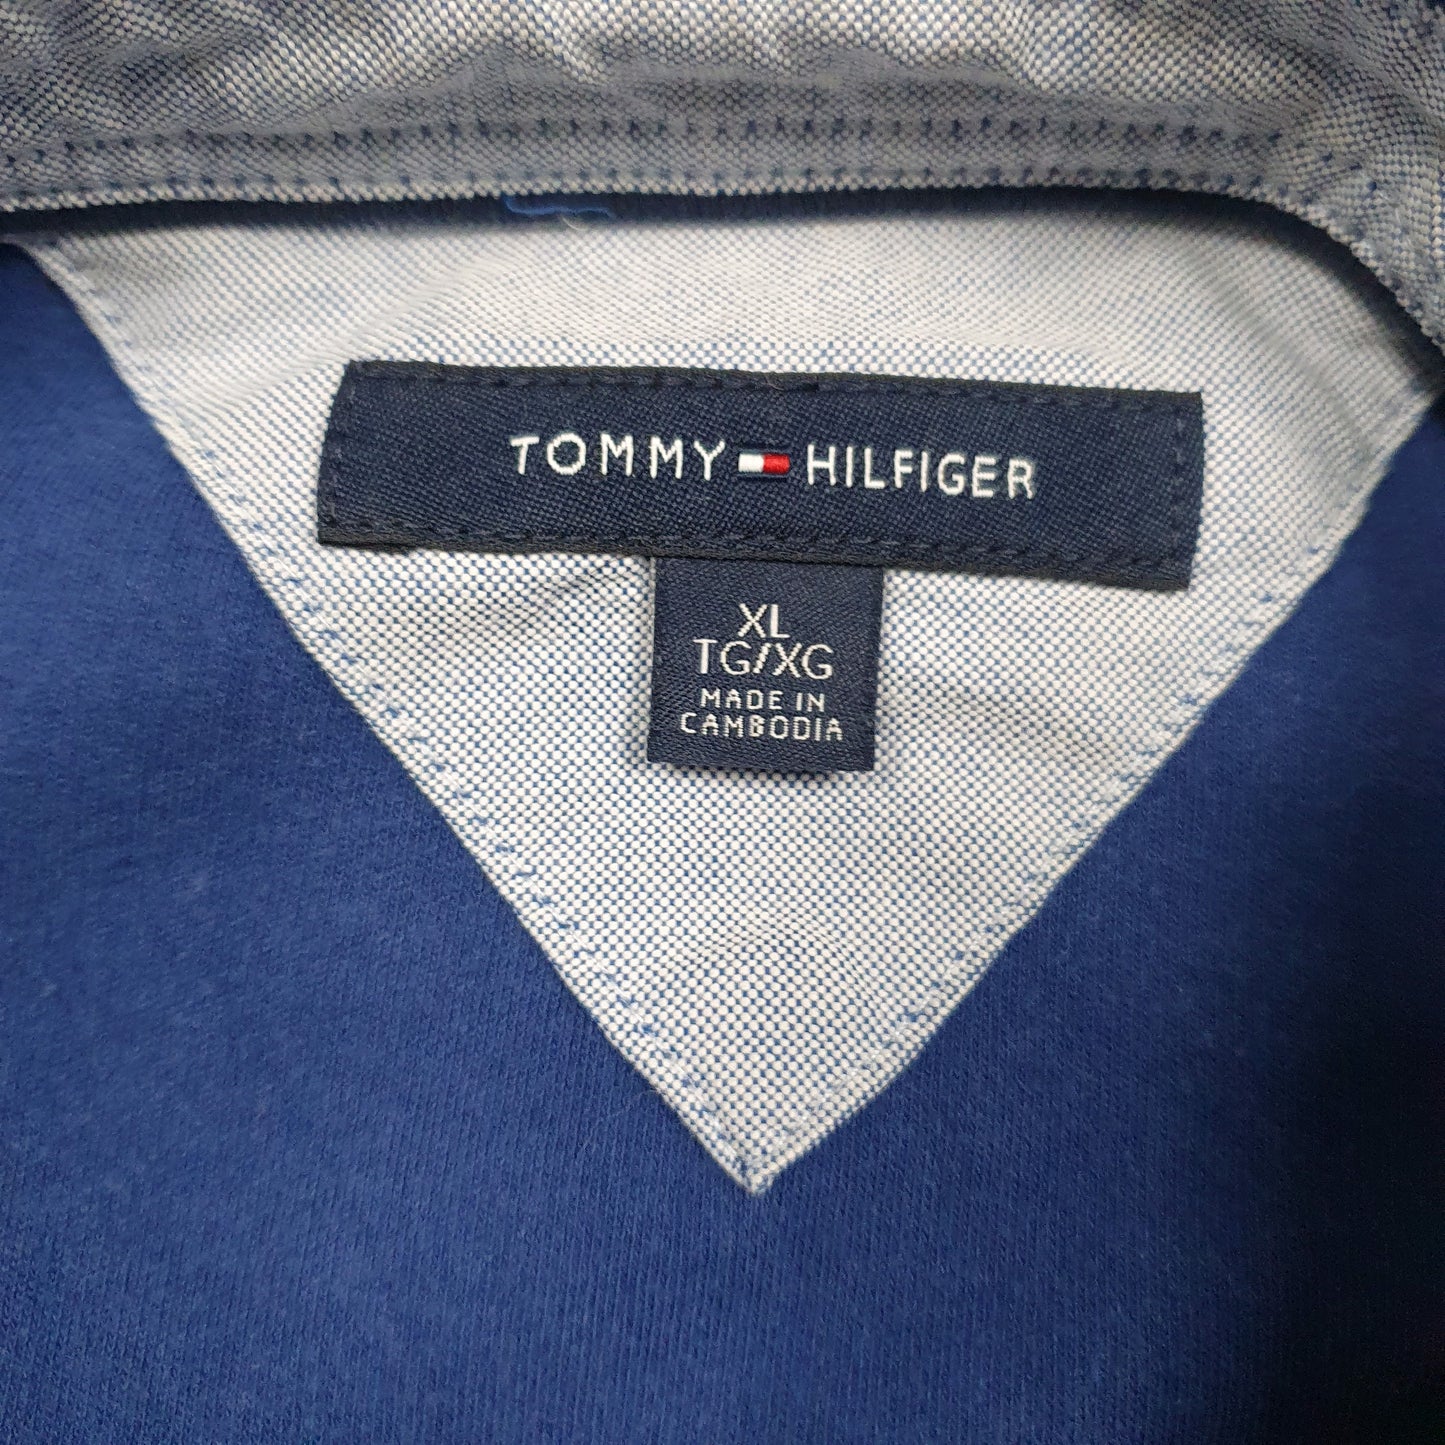 TOMMY HILFIGER
XL
TG/XG
MADE IN
CAMBODIA